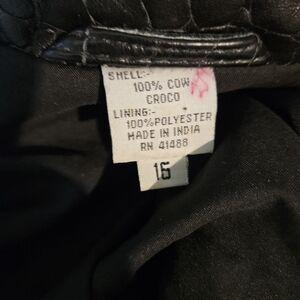 SHELL:-
100% COW
CROCO
LINING:-
100%POLYESTER
MADE IN INDIA
RN 41488
16